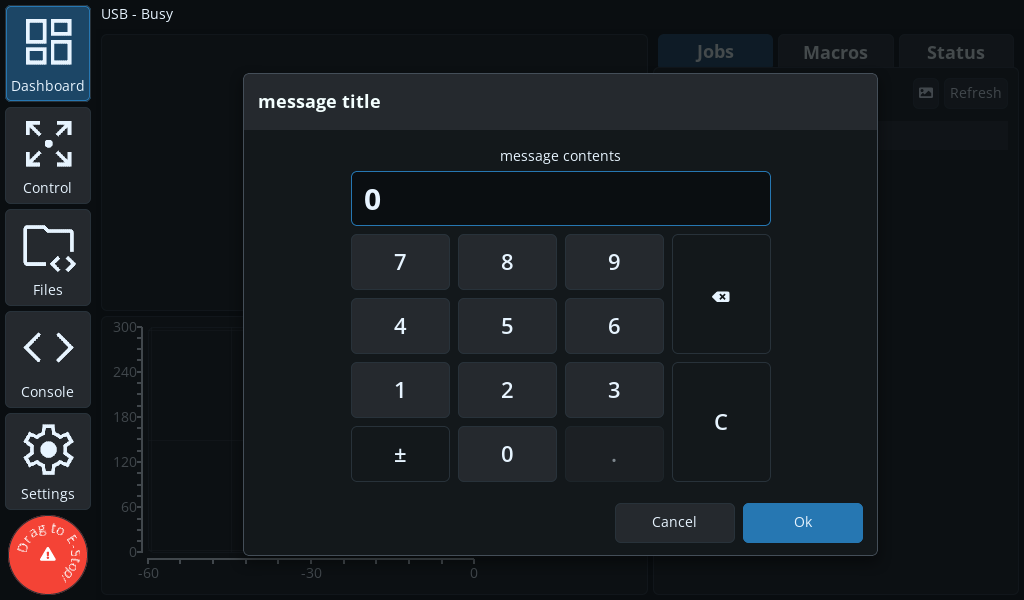 USB - Busy
Dashboard
Control
Files
Console
Settings
Drag to E-Stop!
Jobs
Macros
Status
Refresh
message title
message contents
0
7 8 9
4 5 6
1 2 3
C
± 0 .
Cancel
Ok
300
240
180
120
60
0
-60 -30 0